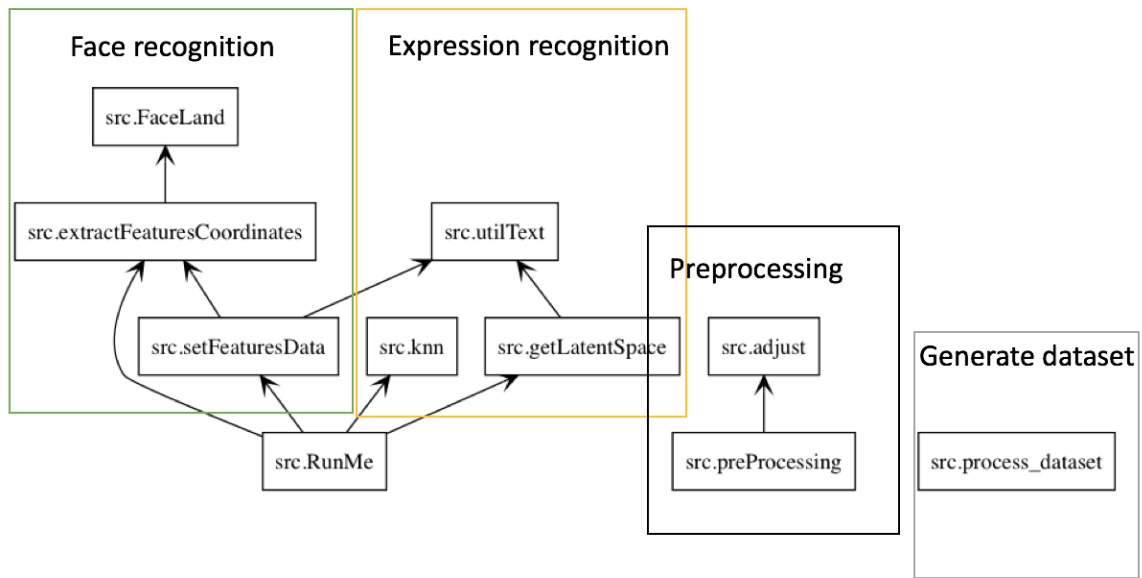 Face recognition
Expression recognition
src.FaceLand
src.extractFeaturesCoordinates
src.utilText
Preprocessing
src.setFeaturesData
src.knn
src.getLatentSpace
src.adjust
Generate dataset
src.RunMe
src.preProcessing
src.process_dataset